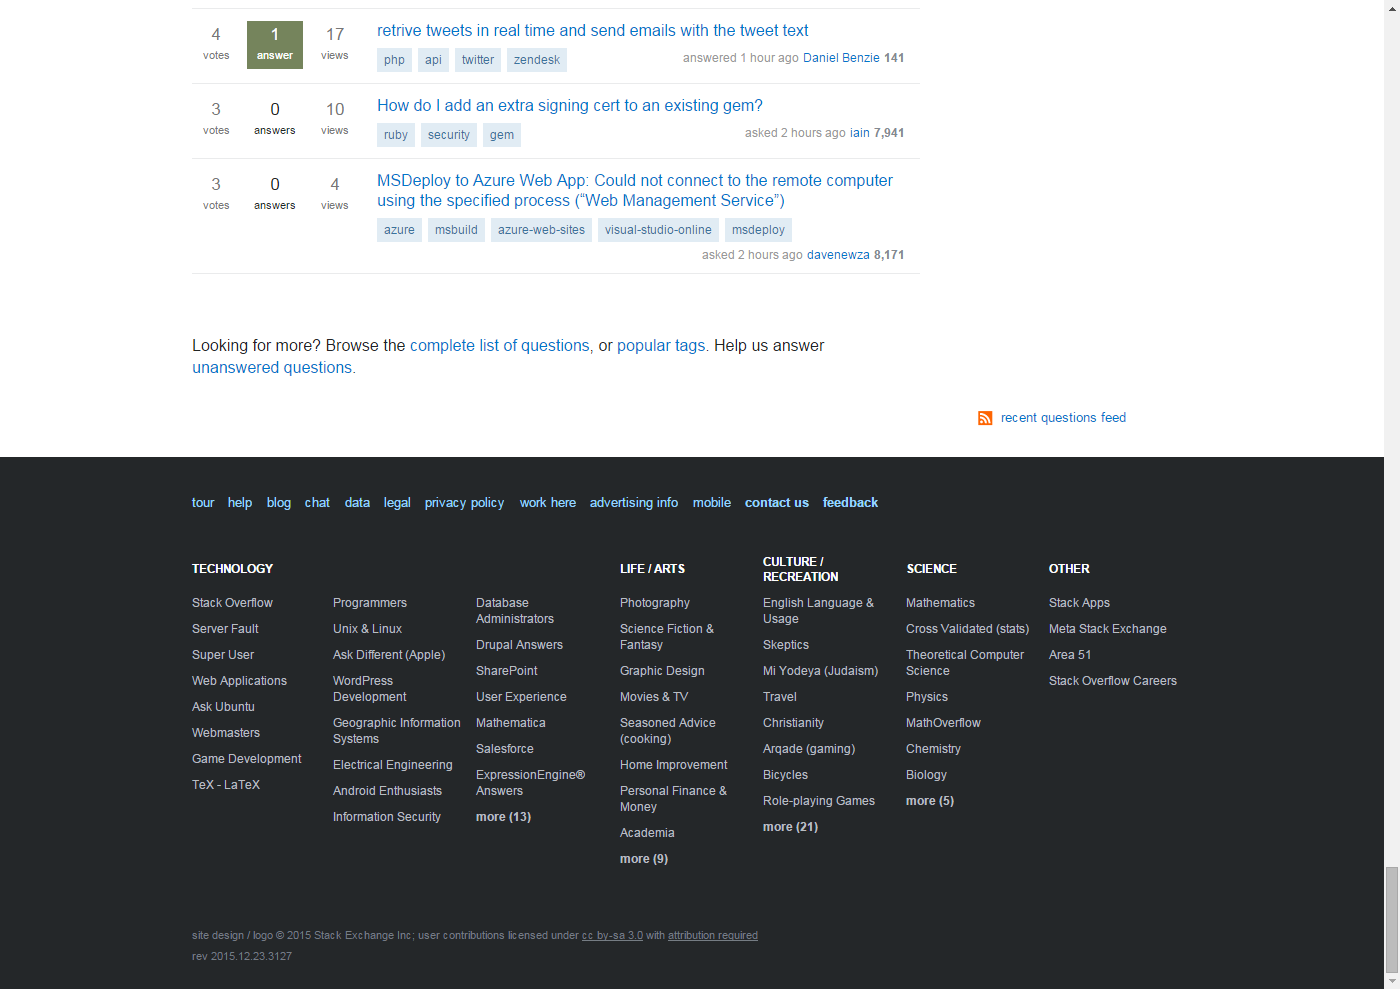 4 1 17 retrive tweets in real time and send emails with the tweet text
votes answer views php api twitter zendesk answered 1 hour ago Daniel Benzie 141
3 0 10 How do I add an extra signing cert to an existing gem?
votes answers views ruby security gem asked 2 hours ago iain 7,941
3 0 4 MSDeploy to Azure Web App: Could not connect to the remote computer
votes answers views using the specified process (“Web Management Service”)
azure msbuild azure-web-sites visual-studio-online msdeploy
asked 2 hours ago davenewza 8,171
Looking for more? Browse the complete list of questions, or popular tags. Help us answer
unanswered questions.
recent questions feed
tour help blog chat data legal privacy policy work here advertising info mobile contact us feedback
TECHNOLOGY
Stack Overflow
Server Fault
Super User
Web Applications
Ask Ubuntu
Webmasters
Game Development
TeX - LaTeX
Programmers
Unix & Linux
Ask Different (Apple)
WordPress
Development
Geographic Information
Systems
Electrical Engineering
Android Enthusiasts
Information Security
Database
Administrators
Drupal Answers
SharePoint
User Experience
Mathematica
Salesforce
ExpressionEngine®
Answers
more (13)
LIFE / ARTS
Photography
Science Fiction &
Fantasy
Graphic Design
Movies & TV
Seasoned Advice
(cooking)
Home Improvement
Personal Finance &
Money
Academia
more (9)
CULTURE /
RECREATION
English Language &
Usage
Skeptics
Mi Yodeya (Judaism)
Travel
Christianity
Arqade (gaming)
Bicycles
Role-playing Games
more (21)
SCIENCE
Mathematics
Cross Validated (stats)
Theoretical Computer
Science
Physics
MathOverflow
Chemistry
Biology
more (5)
OTHER
Stack Apps
Meta Stack Exchange
Area 51
Stack Overflow Careers
site design / logo © 2015 Stack Exchange Inc; user contributions licensed under cc by-sa 3.0 with attribution required
rev 2015.12.23.3127